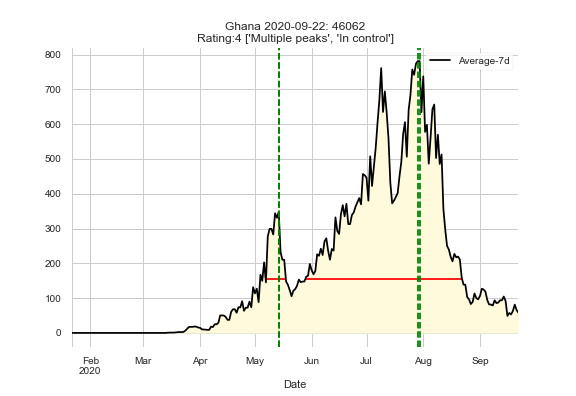 Ghana 2020-09-22: 46062
Rating:4 ['Multiple peaks', 'In control']
Average-7d
800
700
600
500
400
300
200
100
0
Feb Mar Apr May Jun Jul Aug Sep
2020
Date